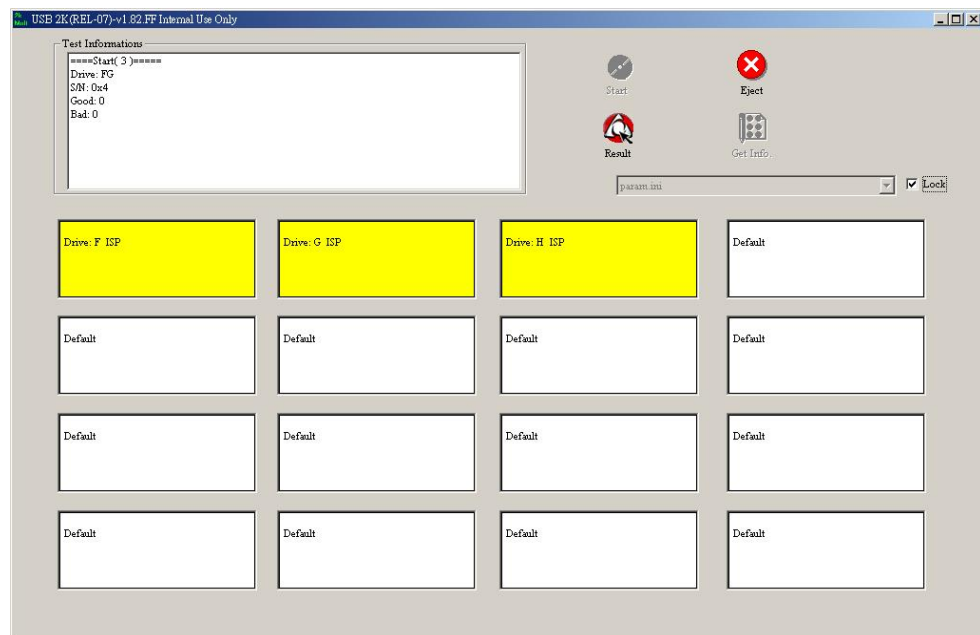 USB 2K(REL-07)-v1.82.FF Internal Use Only
Test Informations
====Start( 3 )=====
Drive: FG
S/N: 0x4
Good: 0
Bad: 0
Start
Eject
Result
Get Info.
param.ini
Lock
Drive: F ISP
Drive: G ISP
Drive: H ISP
Default
Default
Default
Default
Default
Default
Default
Default
Default
Default
Default
Default
Default